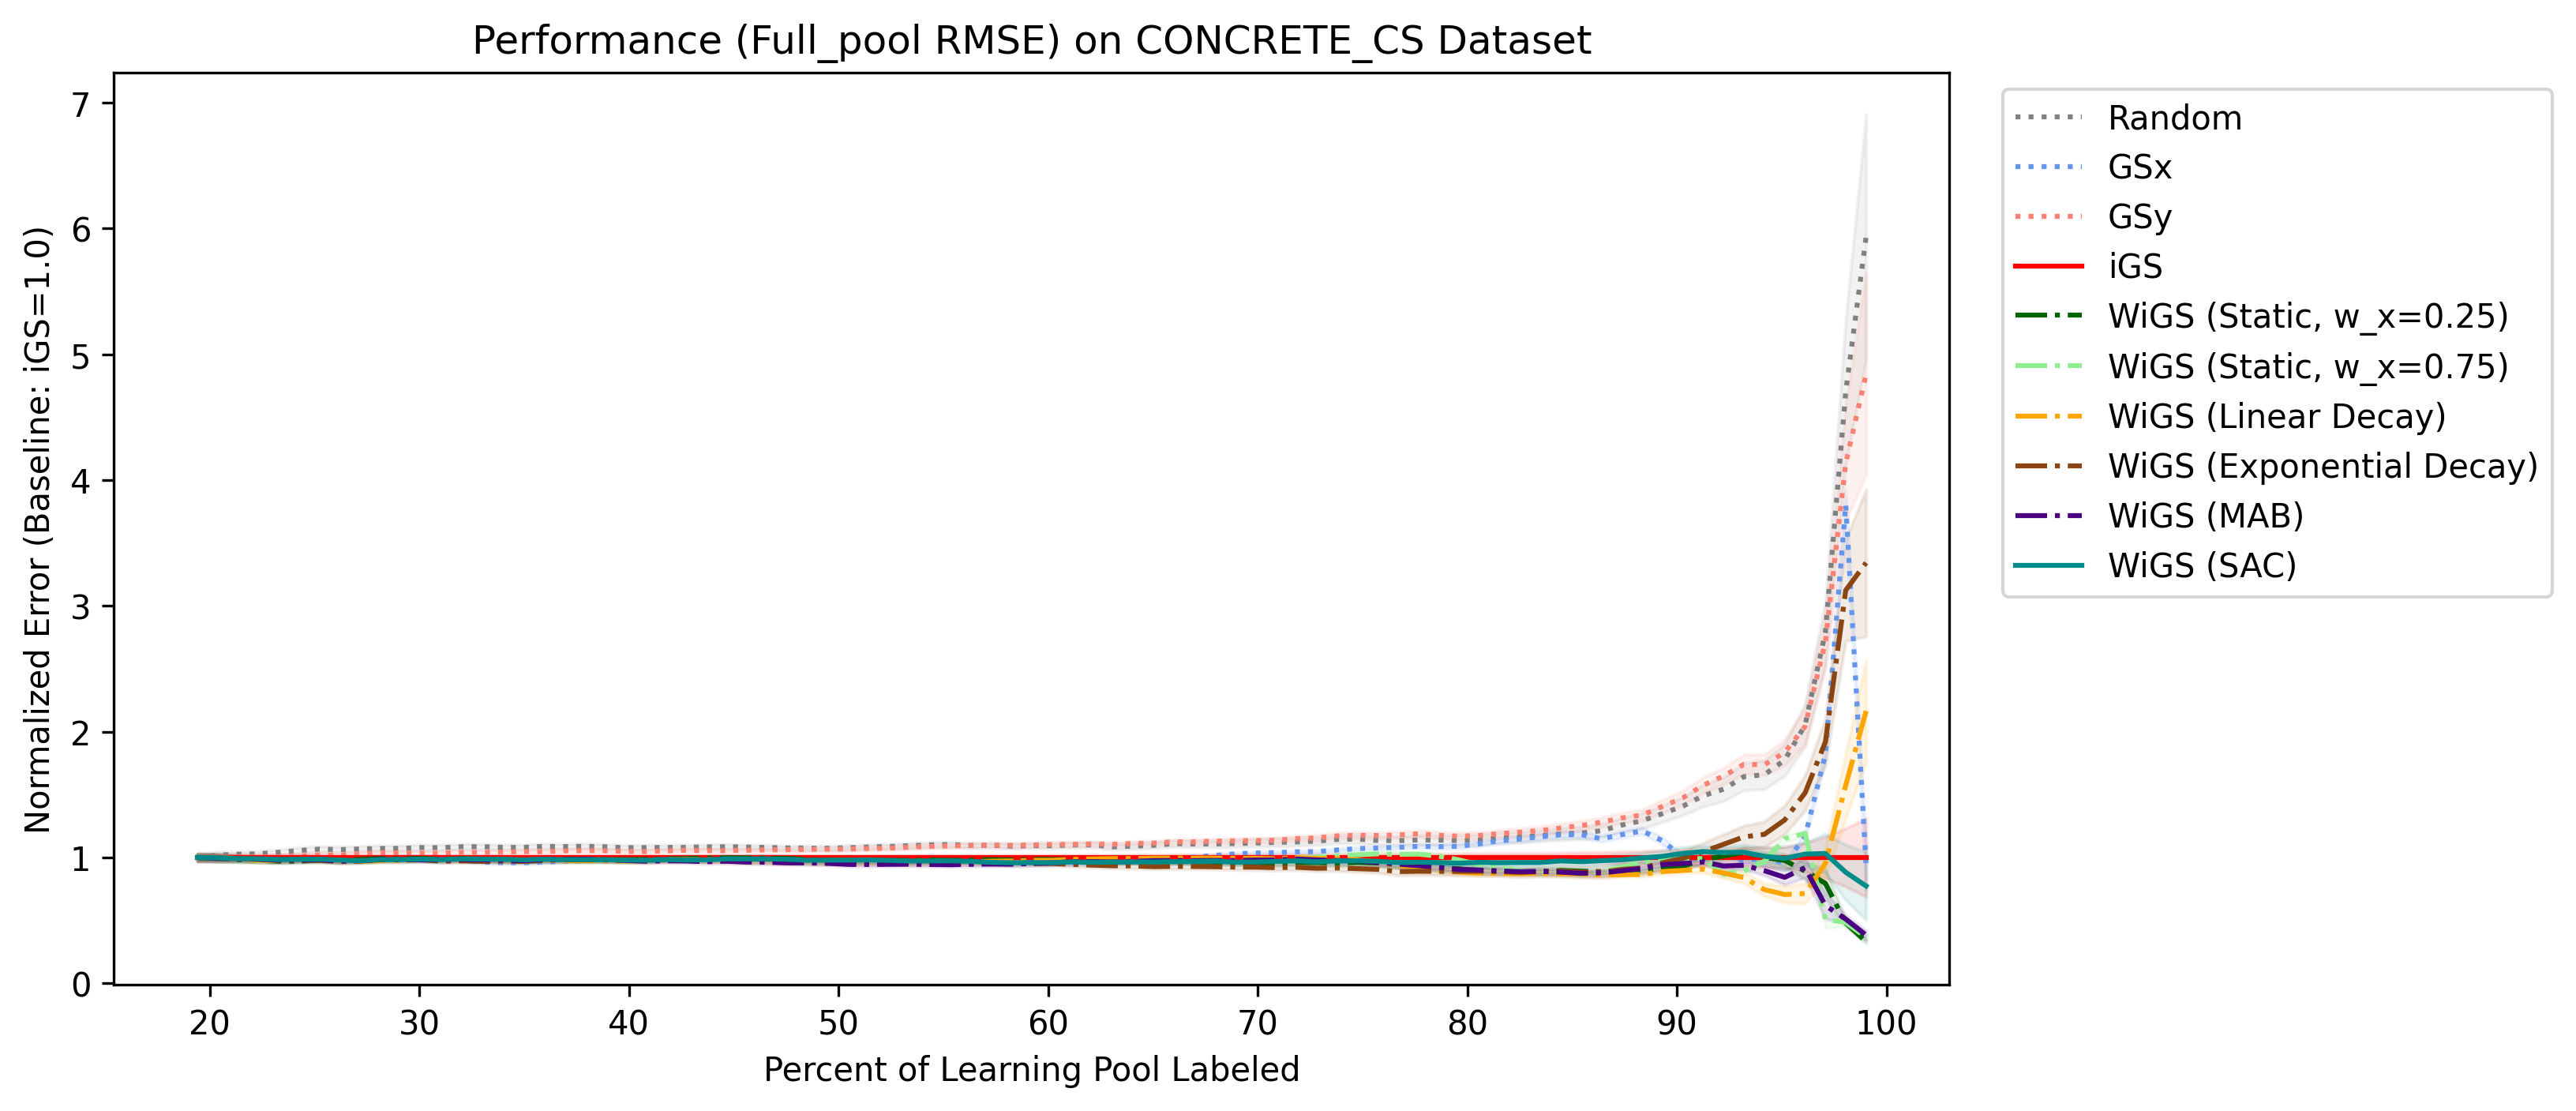 Performance (Full_pool RMSE) on CONCRETE_CS Dataset
Normalized Error (Baseline: iGS=1.0)
7
6
5
4
3
2
1
0
20 30 40 50 60 70 80 90 100
Percent of Learning Pool Labeled
Random
GSx
GSy
iGS
WiGS (Static, w_x=0.25)
WiGS (Static, w_x=0.75)
WiGS (Linear Decay)
WiGS (Exponential Decay)
WiGS (MAB)
WiGS (SAC)